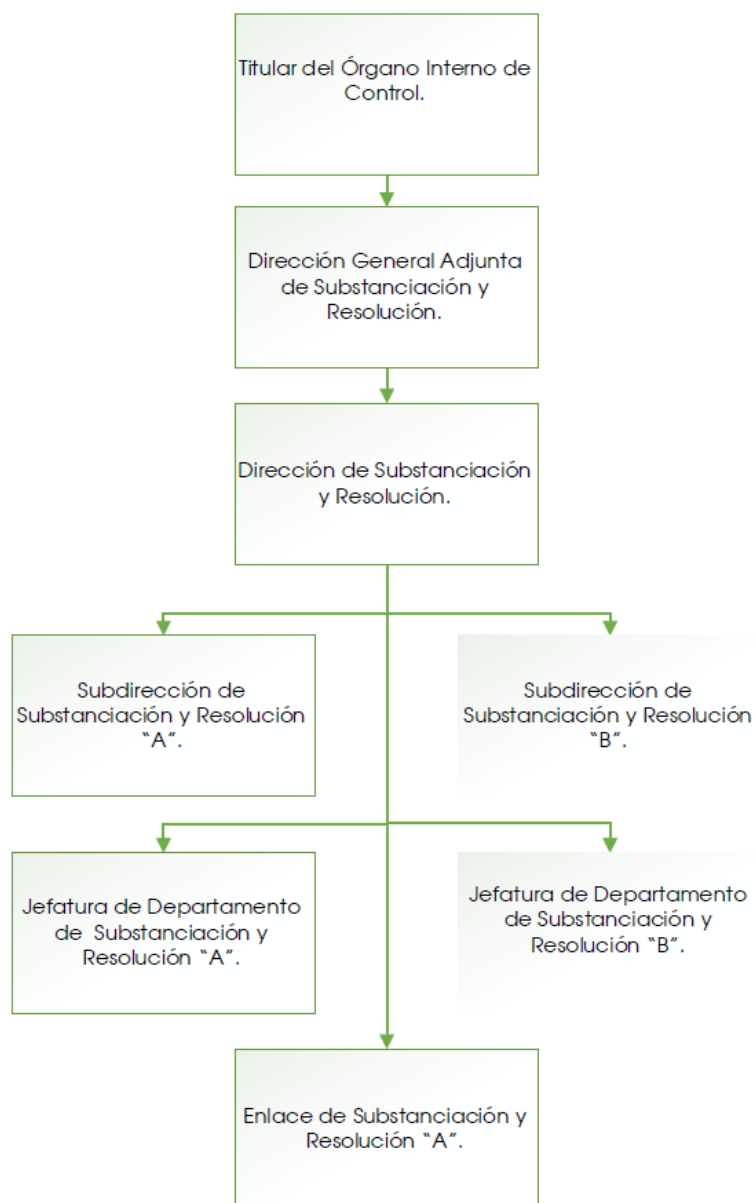 Titular del Órgano Interno de
Control.
Dirección General Adjunta
de Substanciación y
Resolución.
Dirección de Substanciación
y Resolución.
Subdirección de
Substanciación y Resolución
“A”.
Subdirección de
Substanciación y Resolución
“B”.
Jefatura de Departamento
de Substanciación y
Resolución “A”.
Jefatura de Departamento
de Substanciación y
Resolución “B”.
Enlace de Substanciación y
Resolución “A”.